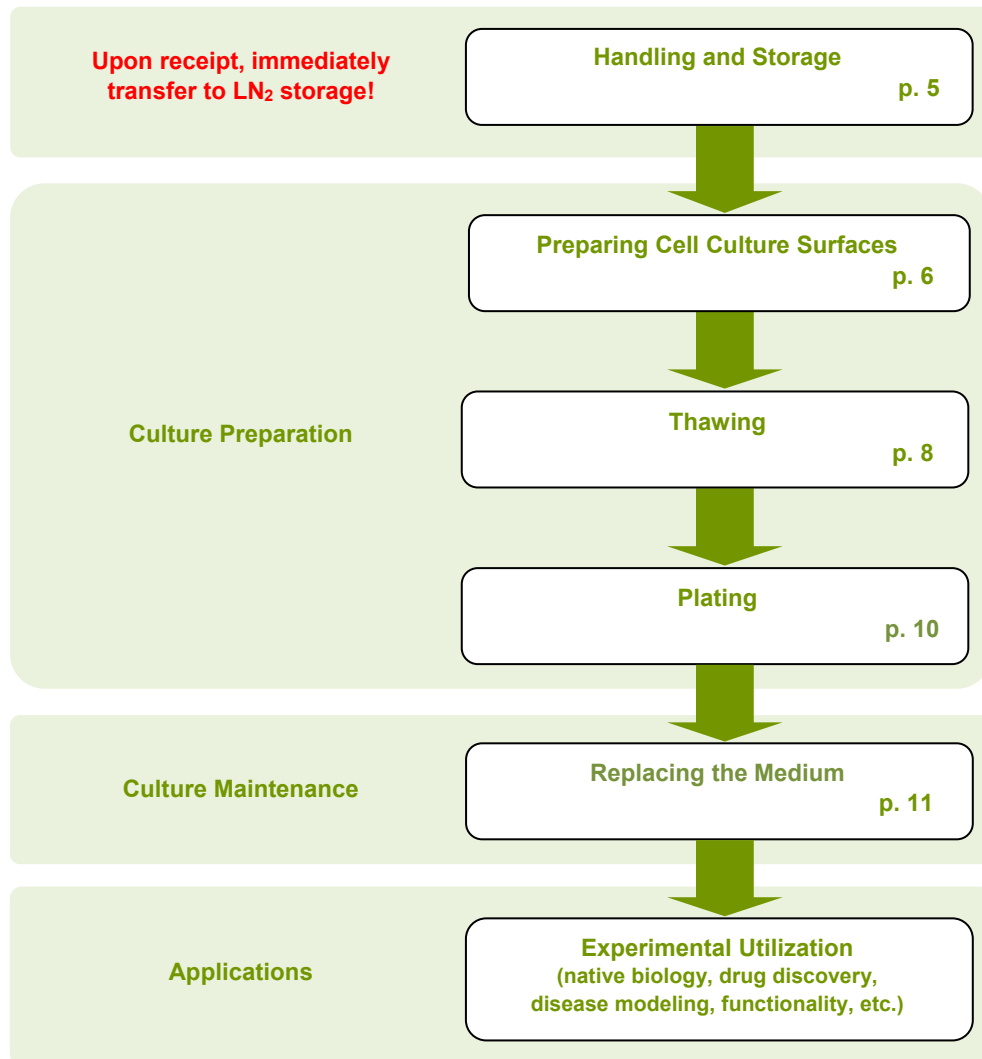 Upon receipt, immediately
transfer to LN₂ storage!
Handling and Storage
p. 5
Culture Preparation
Preparing Cell Culture Surfaces
p. 6
Thawing
p. 8
Plating
p. 10
Culture Maintenance
Replacing the Medium
p. 11
Applications
Experimental Utilization
(native biology, drug discovery,
disease modeling, functionality, etc.)